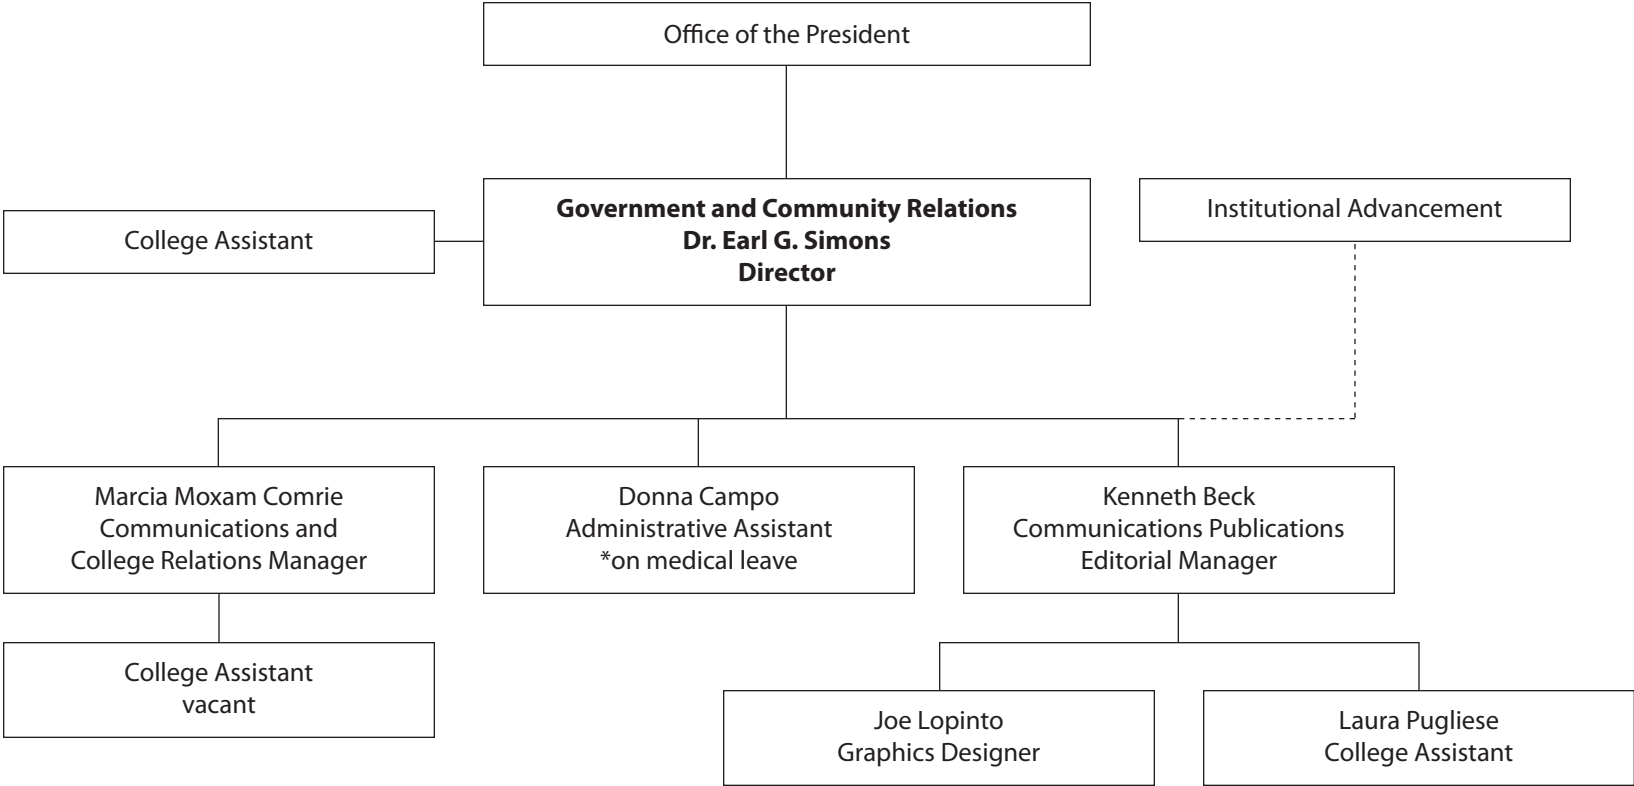 Office of the President
Government and Community Relations
Dr. Earl G. Simons
Director
Institutional Advancement
College Assistant
Marcia Moxam Comrie
Communications and
College Relations Manager
Donna Campo
Administrative Assistant
*on medical leave
Kenneth Beck
Communications Publications
Editorial Manager
College Assistant
vacant
Joe Lopinto
Graphics Designer
Laura Pugliese
College Assistant